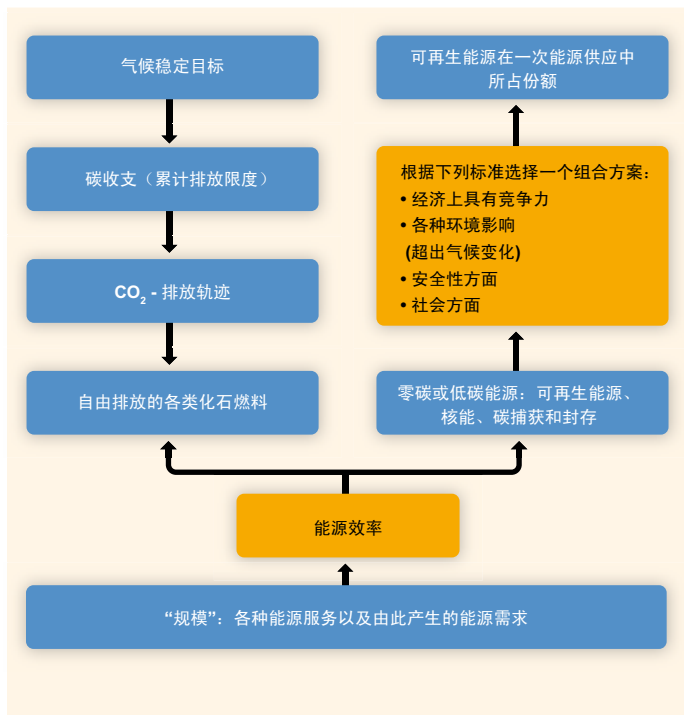 气候稳定目标
碳收支（累计排放限度）
CO₂ - 排放轨迹
自由排放的各类化石燃料
可再生能源在一次能源供应中
所占份额
根据下列标准选择一个组合方案：
• 经济上具有竞争力
• 各种环境影响
(超出气候变化)
• 安全性方面
• 社会方面
零碳或低碳能源：可再生能源、
核能、碳捕获和封存
能源效率
“规模”：各种能源服务以及由此产生的能源需求